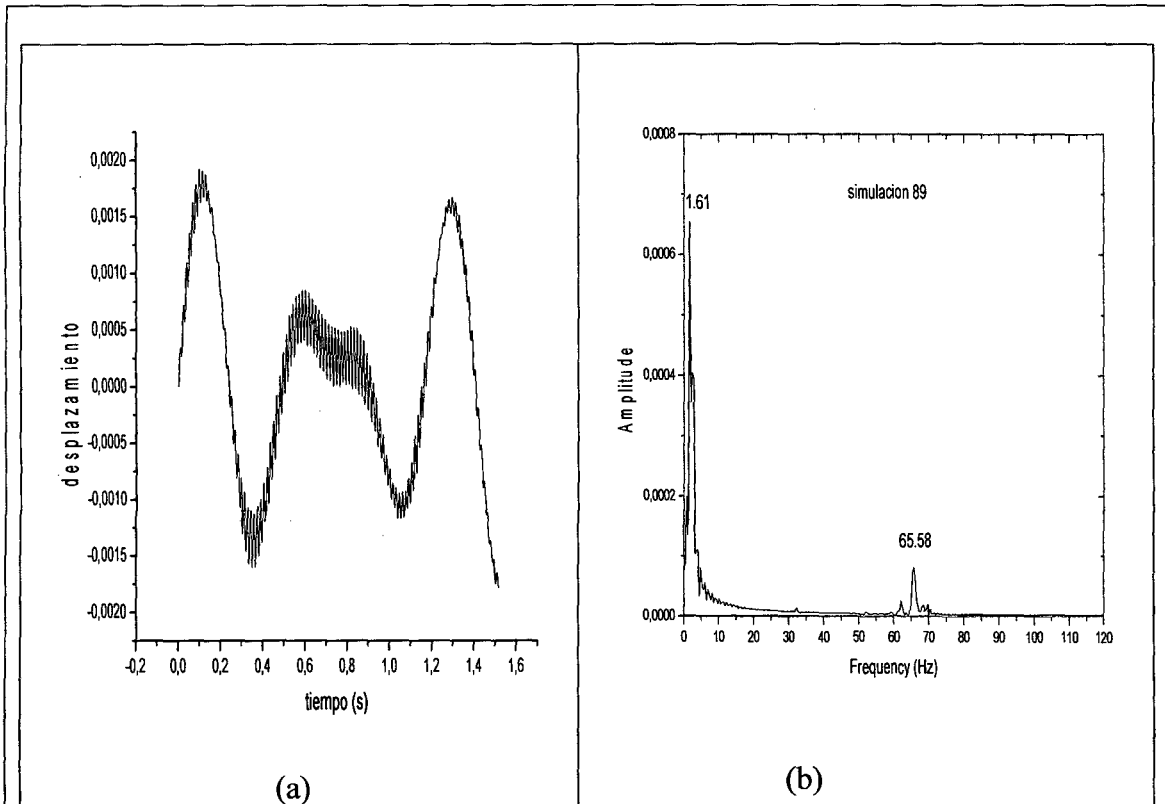 0,0020
0,0015
0,0010
0,0005
0,0000
-0,0005
-0,0010
-0,0015
-0,0020
desplazamiento
-0,2 0,0 0,2 0,4 0,6 0,8 1,0 1,2 1,4 1,6
tiempo (s)
(a)
0,0008
0,0006
0,0004
0,0002
0,0000
Amplitude
1.61
simulacion 89
65.58
0 10 20 30 40 50 60 70 80 90 100 110 120
Frequency (Hz)
(b)